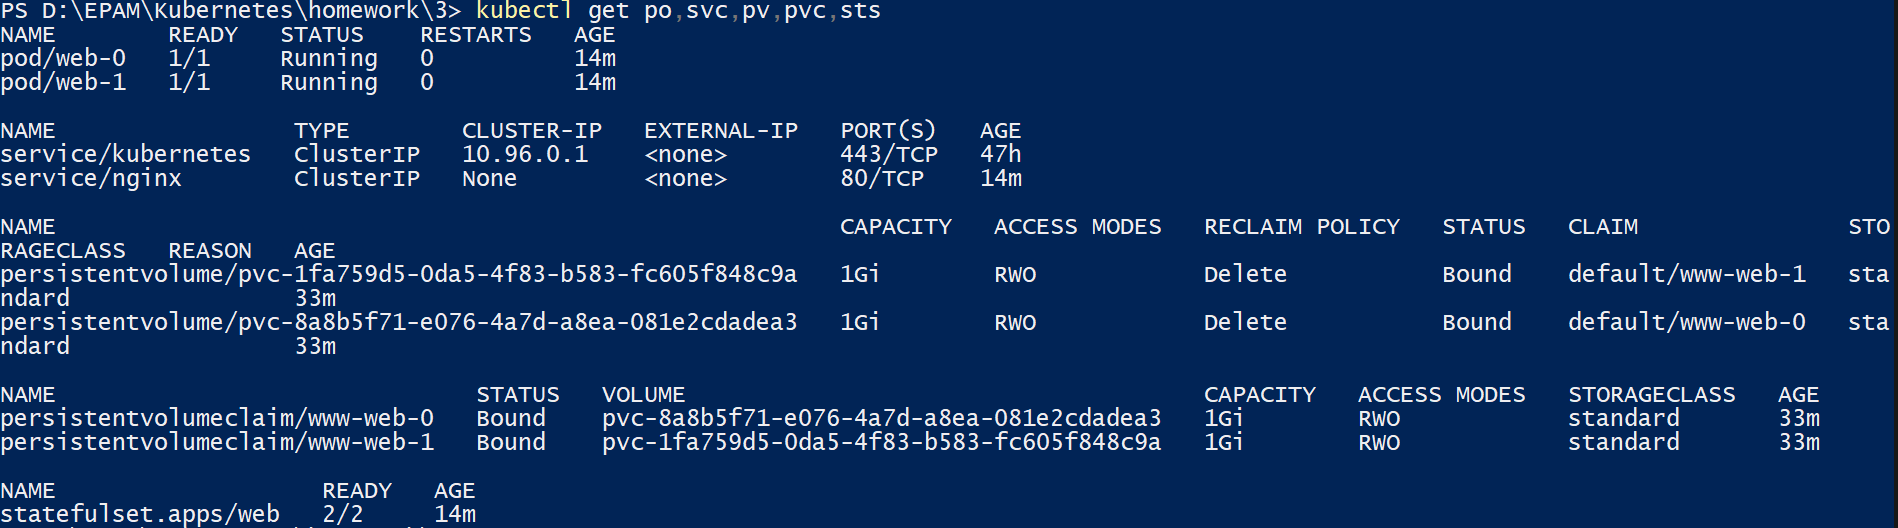 PS D:\EPAM\Kubernetes\homework\3> kubectl get po,svc,pv,pvc,sts
NAME        READY   STATUS    RESTARTS   AGE
pod/web-0   1/1     Running   0          14m
pod/web-1   1/1     Running   0          14m

NAME                 TYPE        CLUSTER-IP   EXTERNAL-IP   PORT(S)   AGE
service/kubernetes   ClusterIP   10.96.0.1    <none>        443/TCP   47h
service/nginx        ClusterIP   None         <none>        80/TCP    14m

NAME                                                        CAPACITY   ACCESS MODES   RECLAIM POLICY   STATUS   CLAIM               STO
RAGECLASS   REASON   AGE
persistentvolume/pvc-1fa759d5-0da5-4f83-b583-fc605f848c9a   1Gi        RWO            Delete           Bound    default/www-web-1   sta
ndard                33m
persistentvolume/pvc-8a8b5f71-e076-4a7d-a8ea-081e2cdadea3   1Gi        RWO            Delete           Bound    default/www-web-0   sta
ndard                33m

NAME                              STATUS   VOLUME                                     CAPACITY   ACCESS MODES   STORAGECLASS   AGE
persistentvolumeclaim/www-web-0   Bound    pvc-8a8b5f71-e076-4a7d-a8ea-081e2cdadea3   1Gi        RWO            standard       33m
persistentvolumeclaim/www-web-1   Bound    pvc-1fa759d5-0da5-4f83-b583-fc605f848c9a   1Gi        RWO            standard       33m

NAME                   READY   AGE
statefulset.apps/web   2/2     14m